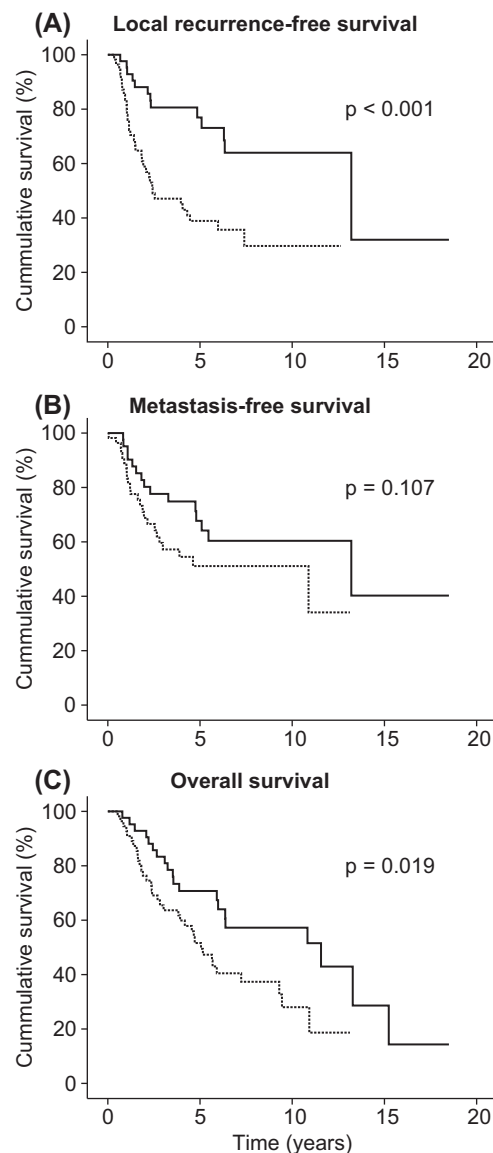 (A) Local recurrence-free survival
Cummulative survival (%)
100
80
60
40
20
0
p < 0.001
0 5 10 15 20
(B) Metastasis-free survival
Cummulative survival (%)
100
80
60
40
20
0
p = 0.107
0 5 10 15 20
(C) Overall survival
Cummulative survival (%)
100
80
60
40
20
0
p = 0.019
0 5 10 15 20
Time (years)